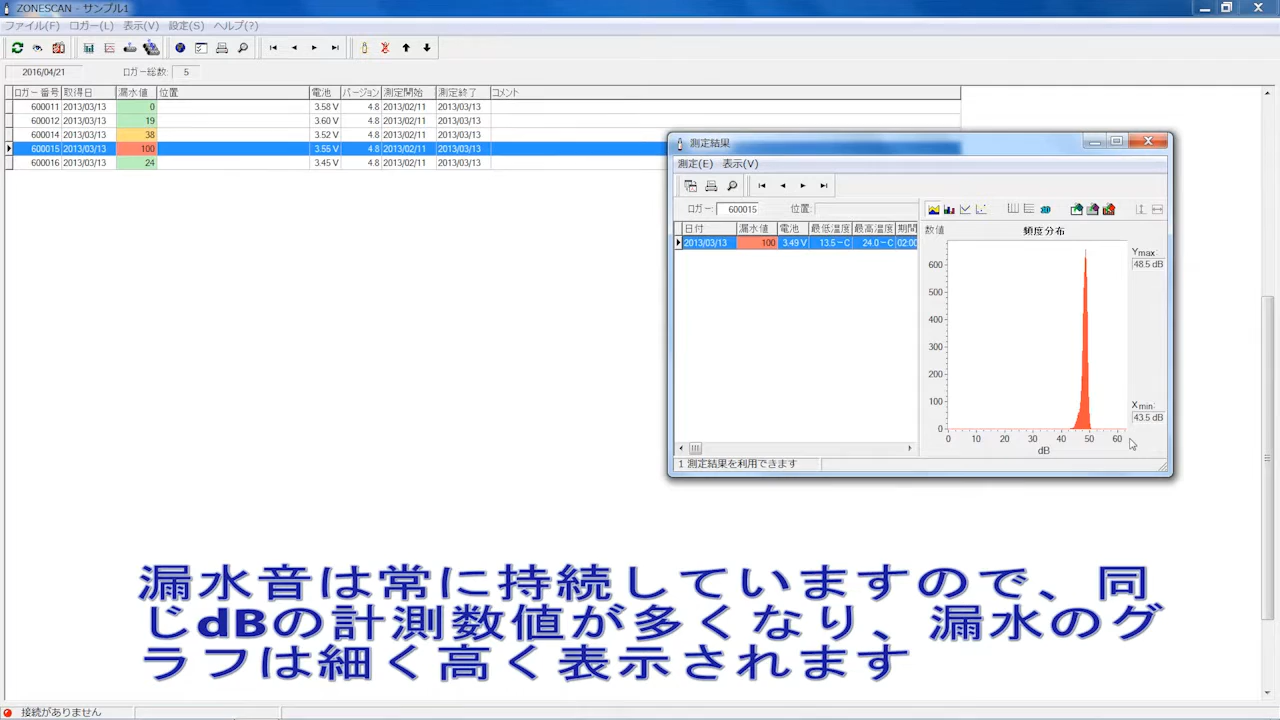 ZONESCAN - サンプル1
ファイル(F) ロガー(L) 表示(V) 設定(S) ヘルプ(?)
2016/04/21 ロガー総数: 5
ロガー番号 取得日 漏水値 位置 電池 バージョン 測定開始 測定終了 コメント
600011 2013/03/13 0 3.58 V 4.8 2013/02/11 2013/03/13
600012 2013/03/13 19 3.60 V 4.8 2013/02/11 2013/03/13
600014 2013/03/13 38 3.52 V 4.8 2013/02/11 2013/03/13
600015 2013/03/13 100 3.55 V 4.8 2013/02/11 2013/03/13
600016 2013/03/13 24 3.45 V 4.8 2013/02/11 2013/03/13
測定結果
測定(E) 表示(V)
ロガー: 600015 位置:
日付 漏水値 電池 最低温度 最高温度 期間
2013/03/13 100 3.49 V 13.5 ~ C 24.0 ~ C 02:00
数値 頻度分布
Ymax:
48.5 dB
600
500
400
300
200
100
0
Xmin:
43.5 dB
0 10 20 30 40 50 60
dB
1 測定結果を利用できます
漏水音は常に持続していますので、同
じdBの計測数値が多くなり、漏水のグ
ラフは細く高く表示されます
接続がありません